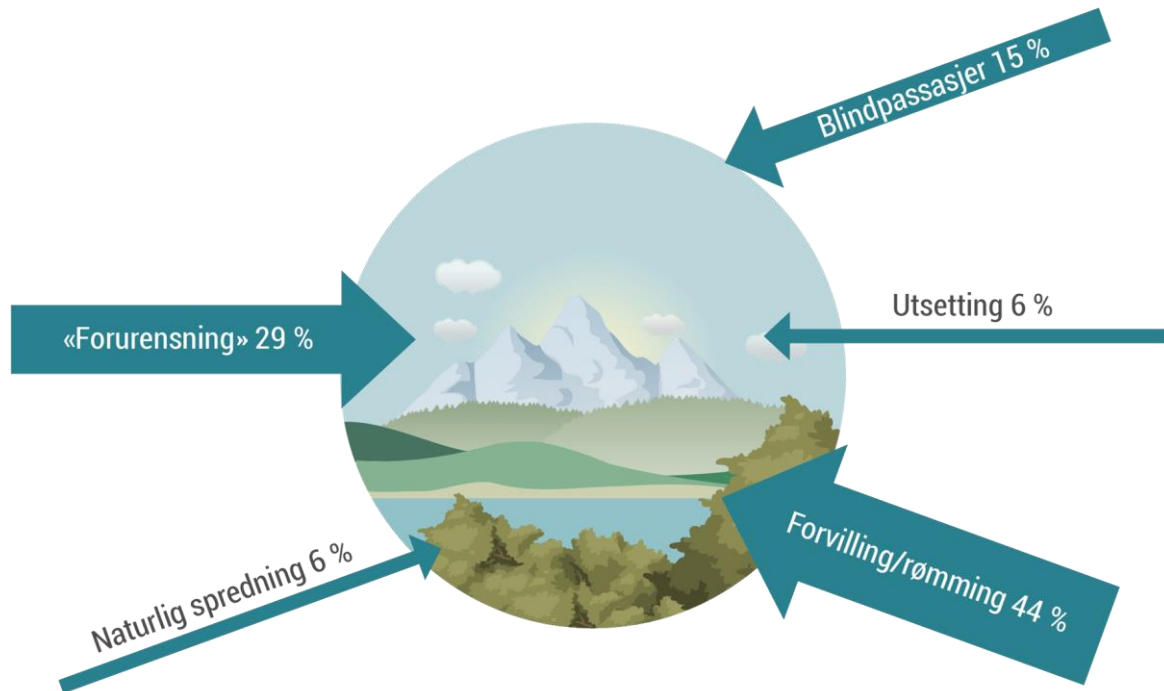 Blindpassasjer 15 %
Utsetting 6 %
«Forurensning» 29 %
Forvilling/rømming 44 %
Naturlig spredning 6 %